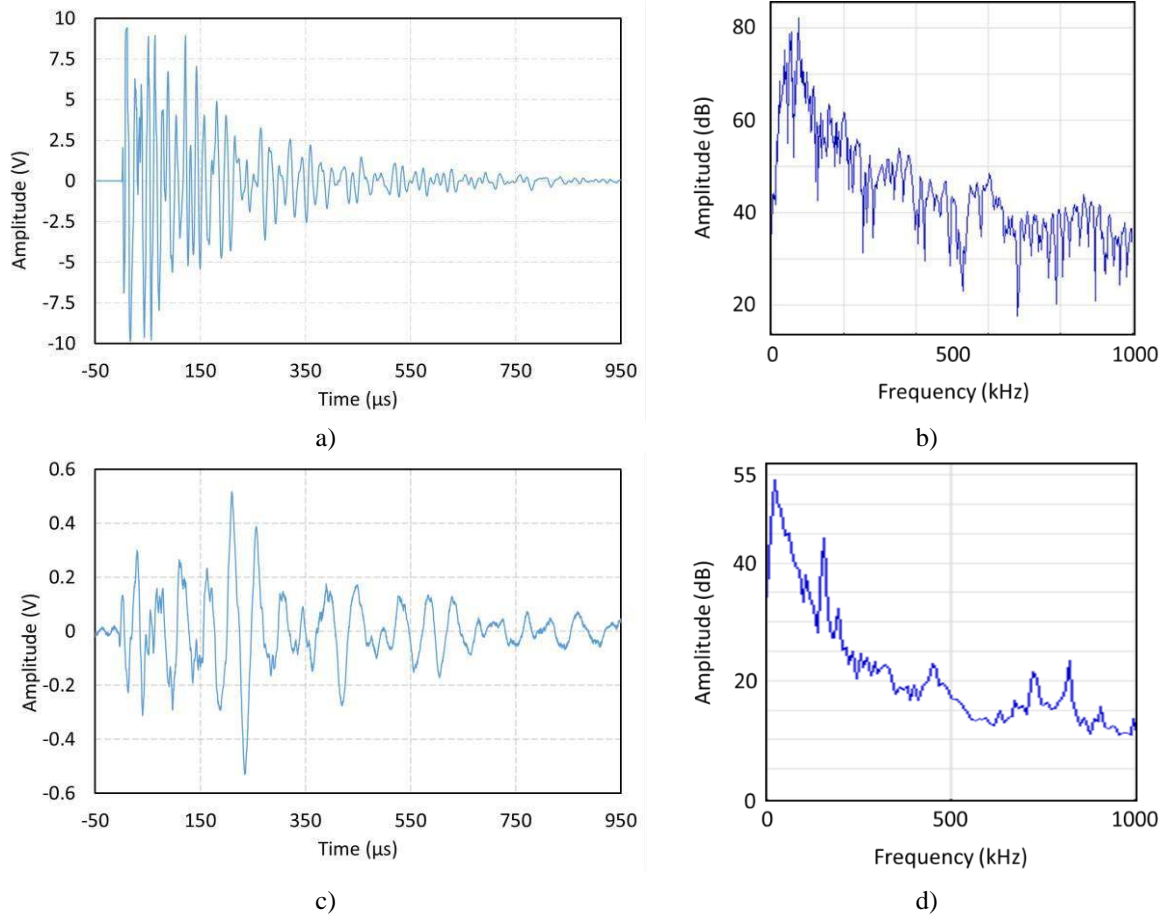 10
7.5
5
2.5
0
-2.5
-5
-7.5
-10
Amplitude (V)
-50 150 350 550 750 950
Time (µs)
a)
80
60
40
20
Amplitude (dB)
0 500 1000
Frequency (kHz)
b)
0.6
0.4
0.2
0
-0.2
-0.4
-0.6
Amplitude (V)
-50 150 350 550 750 950
Time (µs)
c)
55
40
20
0
Amplitude (dB)
0 500 1000
Frequency (kHz)
d)